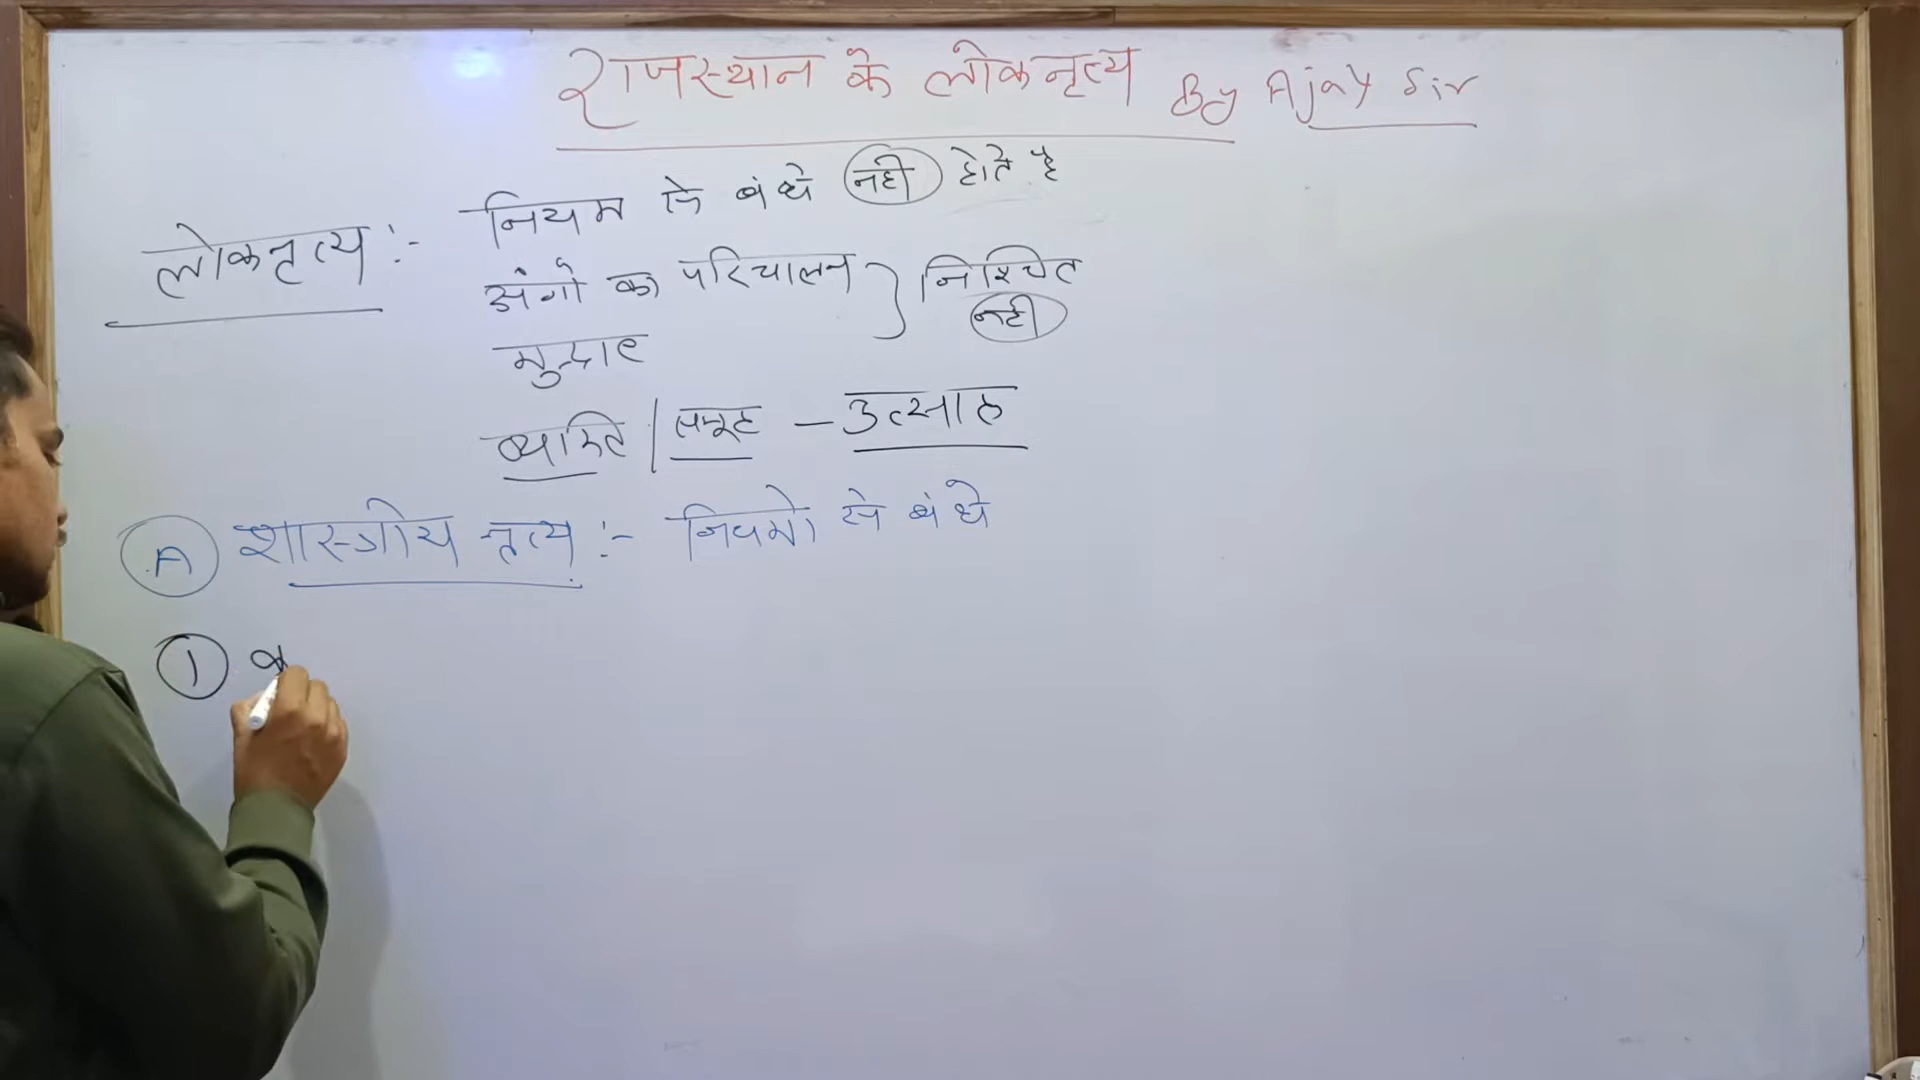 राजस्थान के लोकनृत्य By Ajay Sir
लोकनृत्य :- नियम से बंधे नहीं होते है
अंगो का परिचालन } निश्चित
मुद्राए नहीं
व्यक्ति | समूह - उत्साह
A शास्त्रीय नृत्य :- नियमो से बंधे
1